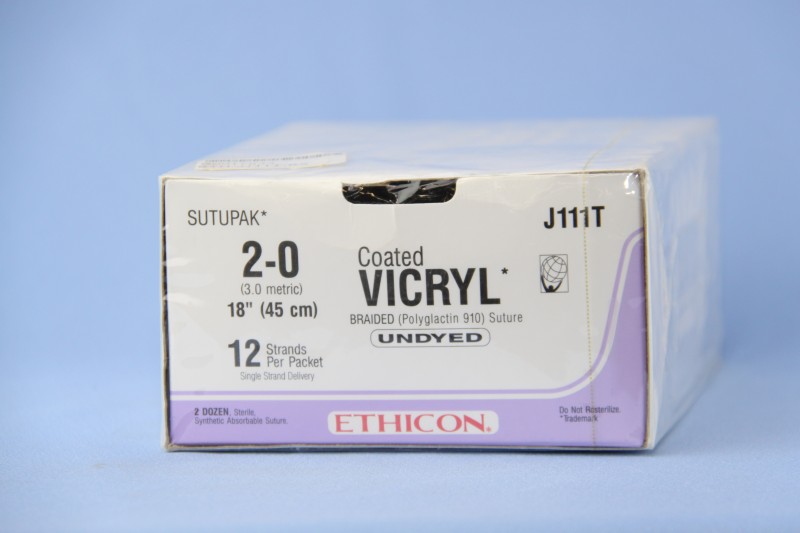 SUTUPAK*
J111T
2-0
(3.0 metric)
18" (45 cm)
Coated
VICRYL*
BRAIDED (Polyglactin 910) Suture
UNDYED
12 Strands
Per Packet
Single Strand Delivery
2 DOZEN, Sterile,
Synthetic Absorbable Suture.
ETHICON.
Do Not Resterilize.
*Trademark